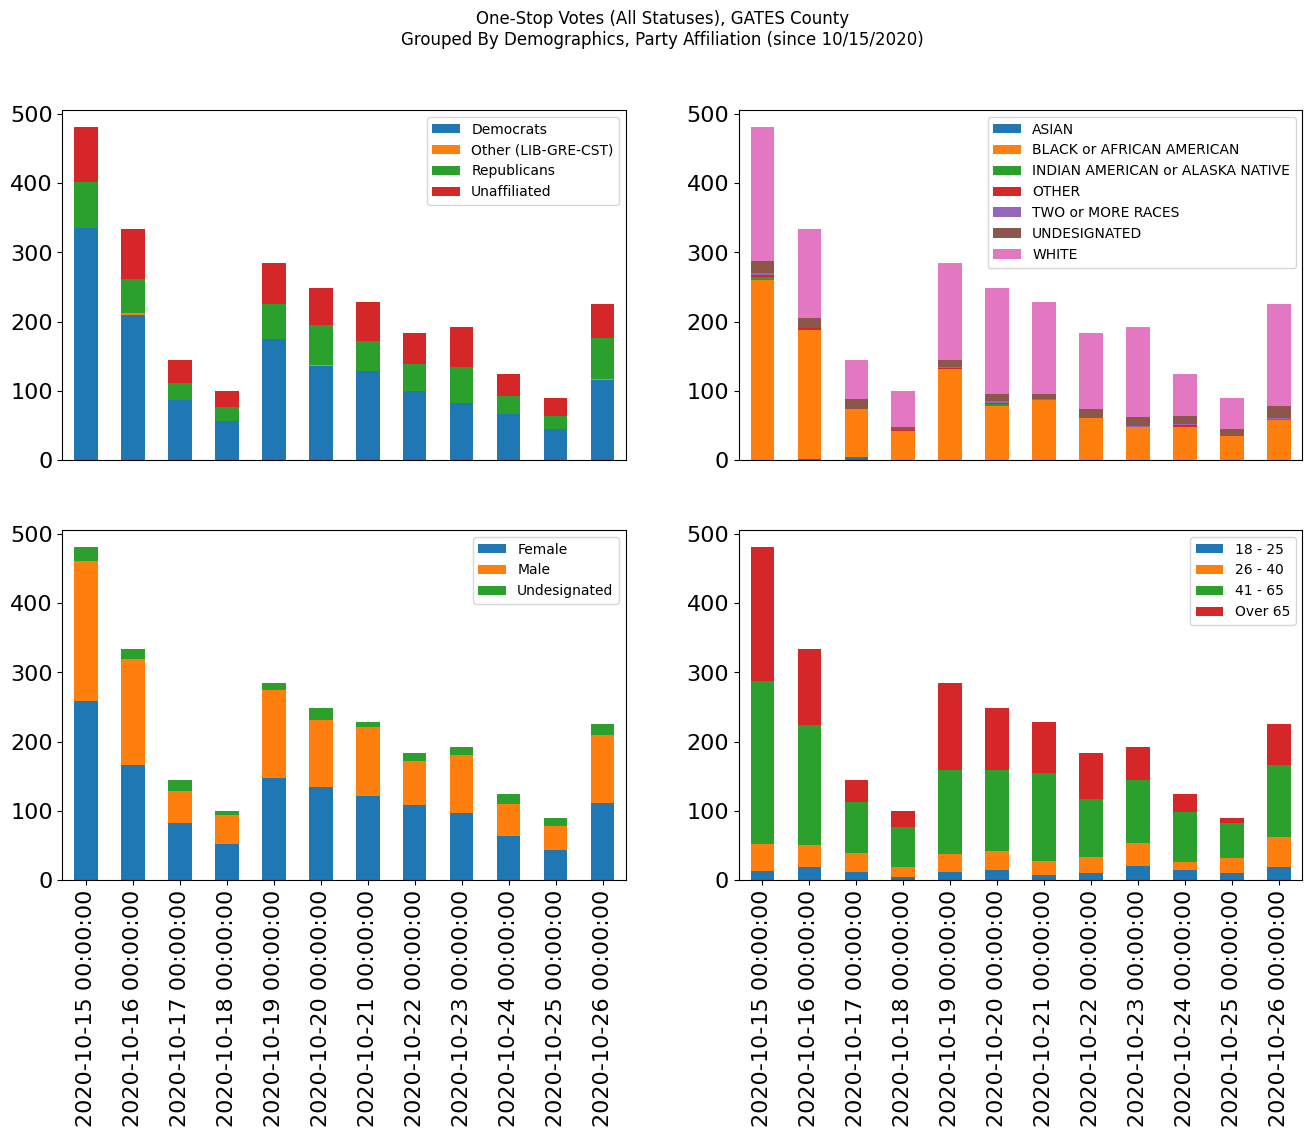 One-Stop Votes (All Statuses), GATES County
Grouped By Demographics, Party Affiliation (since 10/15/2020)
500
400
300
200
100
0
Democrats
Other (LIB-GRE-CST)
Republicans
Unaffiliated
500
400
300
200
100
0
ASIAN
BLACK or AFRICAN AMERICAN
INDIAN AMERICAN or ALASKA NATIVE
OTHER
TWO or MORE RACES
UNDESIGNATED
WHITE
500
400
300
200
100
0
Female
Male
Undesignated
2020-10-15 00:00:00
2020-10-16 00:00:00
2020-10-17 00:00:00
2020-10-18 00:00:00
2020-10-19 00:00:00
2020-10-20 00:00:00
2020-10-21 00:00:00
2020-10-22 00:00:00
2020-10-23 00:00:00
2020-10-24 00:00:00
2020-10-25 00:00:00
2020-10-26 00:00:00
500
400
300
200
100
0
18 - 25
26 - 40
41 - 65
Over 65
2020-10-15 00:00:00
2020-10-16 00:00:00
2020-10-17 00:00:00
2020-10-18 00:00:00
2020-10-19 00:00:00
2020-10-20 00:00:00
2020-10-21 00:00:00
2020-10-22 00:00:00
2020-10-23 00:00:00
2020-10-24 00:00:00
2020-10-25 00:00:00
2020-10-26 00:00:00